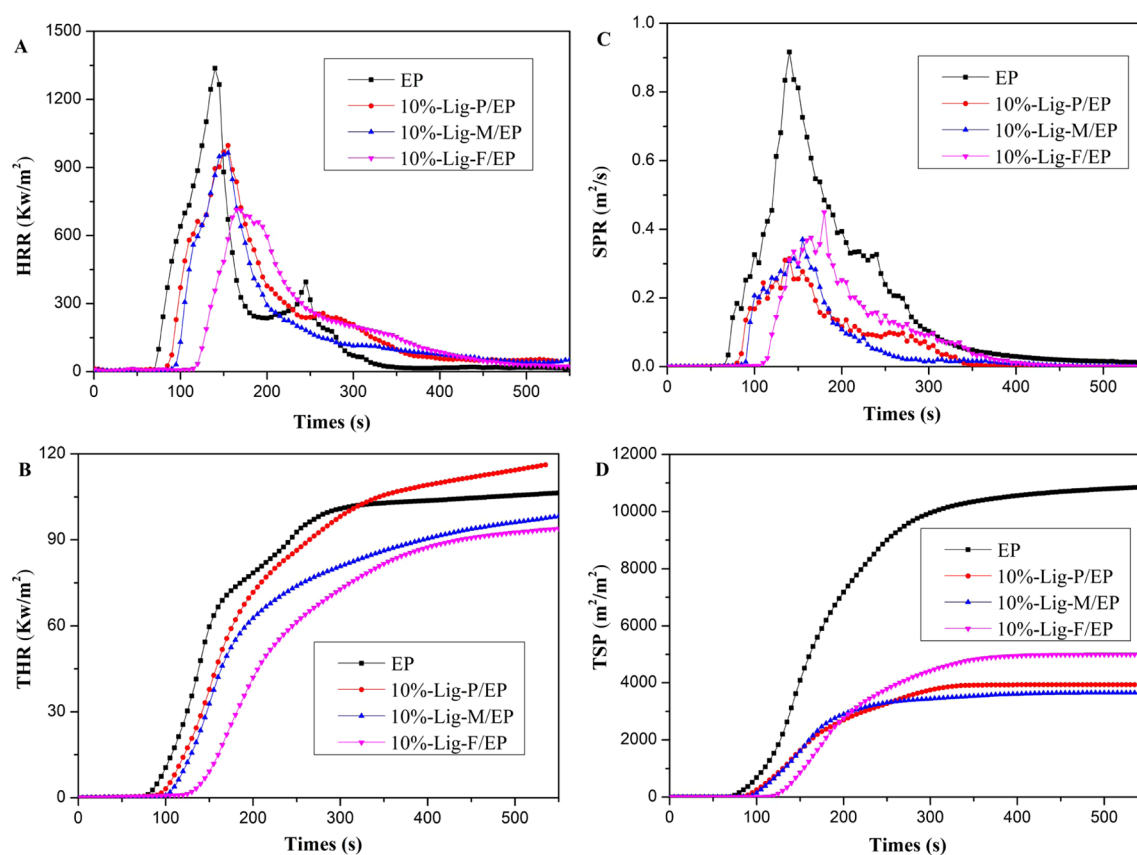 A
HRR (Kw/m²)
1500
1200
900
600
300
0
EP
10%-Lig-P/EP
10%-Lig-M/EP
10%-Lig-F/EP
0 100 200 300 400 500
Times (s)
C
SPR (m²/s)
1.0
0.8
0.6
0.4
0.2
0.0
EP
10%-Lig-P/EP
10%-Lig-M/EP
10%-Lig-F/EP
0 100 200 300 400 500
Times (s)
B
THR (Kw/m²)
120
90
60
30
0
EP
10%-Lig-P/EP
10%-Lig-M/EP
10%-Lig-F/EP
0 100 200 300 400 500
Times (s)
D
TSP (m²/m²)
12000
10000
8000
6000
4000
2000
0
EP
10%-Lig-P/EP
10%-Lig-M/EP
10%-Lig-F/EP
0 100 200 300 400 500
Times (s)